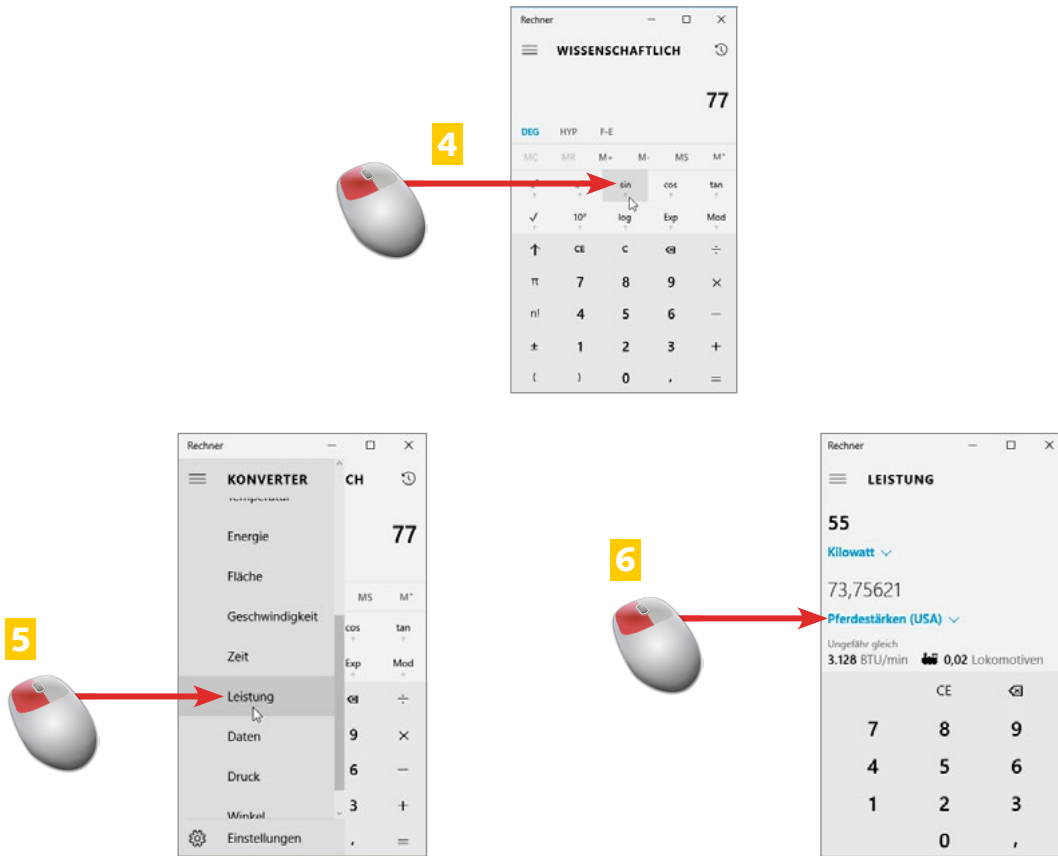 Rechner
WISSENSCHAFTLICH
77
4
DEG HYP F-E
MC MR M+ M- MS M˅
sin cos tan
√ 10ˣ log Exp Mod
↑ CE C ⌫ ÷
π 7 8 9 ×
n! 4 5 6 −
± 1 2 3 +
( ) 0 , =
Rechner
KONVERTER CH
Temperatur
Energie 77
Fläche
MS M˅
Geschwindigkeit cos tan
5
Zeit Exp Mod
Leistung ⌫ ÷
Daten 9 ×
Druck 6 −
Winkel 3 +
Einstellungen , =
Rechner
LEISTUNG
55
Kilowatt
6
73,75621
Pferdestärken (USA)
Ungefähr gleich
3.128 BTU/min 0,02 Lokomotiven
CE ⌫
7 8 9
4 5 6
1 2 3
0 ,